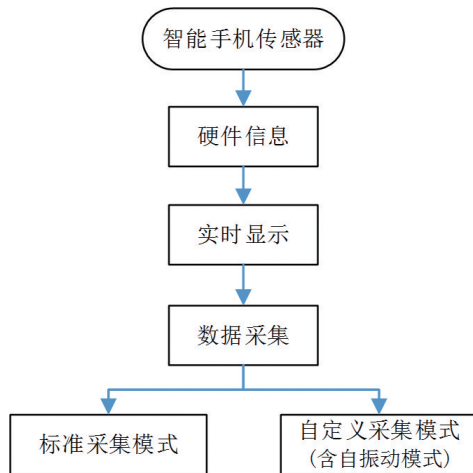 智能手机传感器
硬件信息
实时显示
数据采集
标准采集模式
自定义采集模式
(含自振动模式)